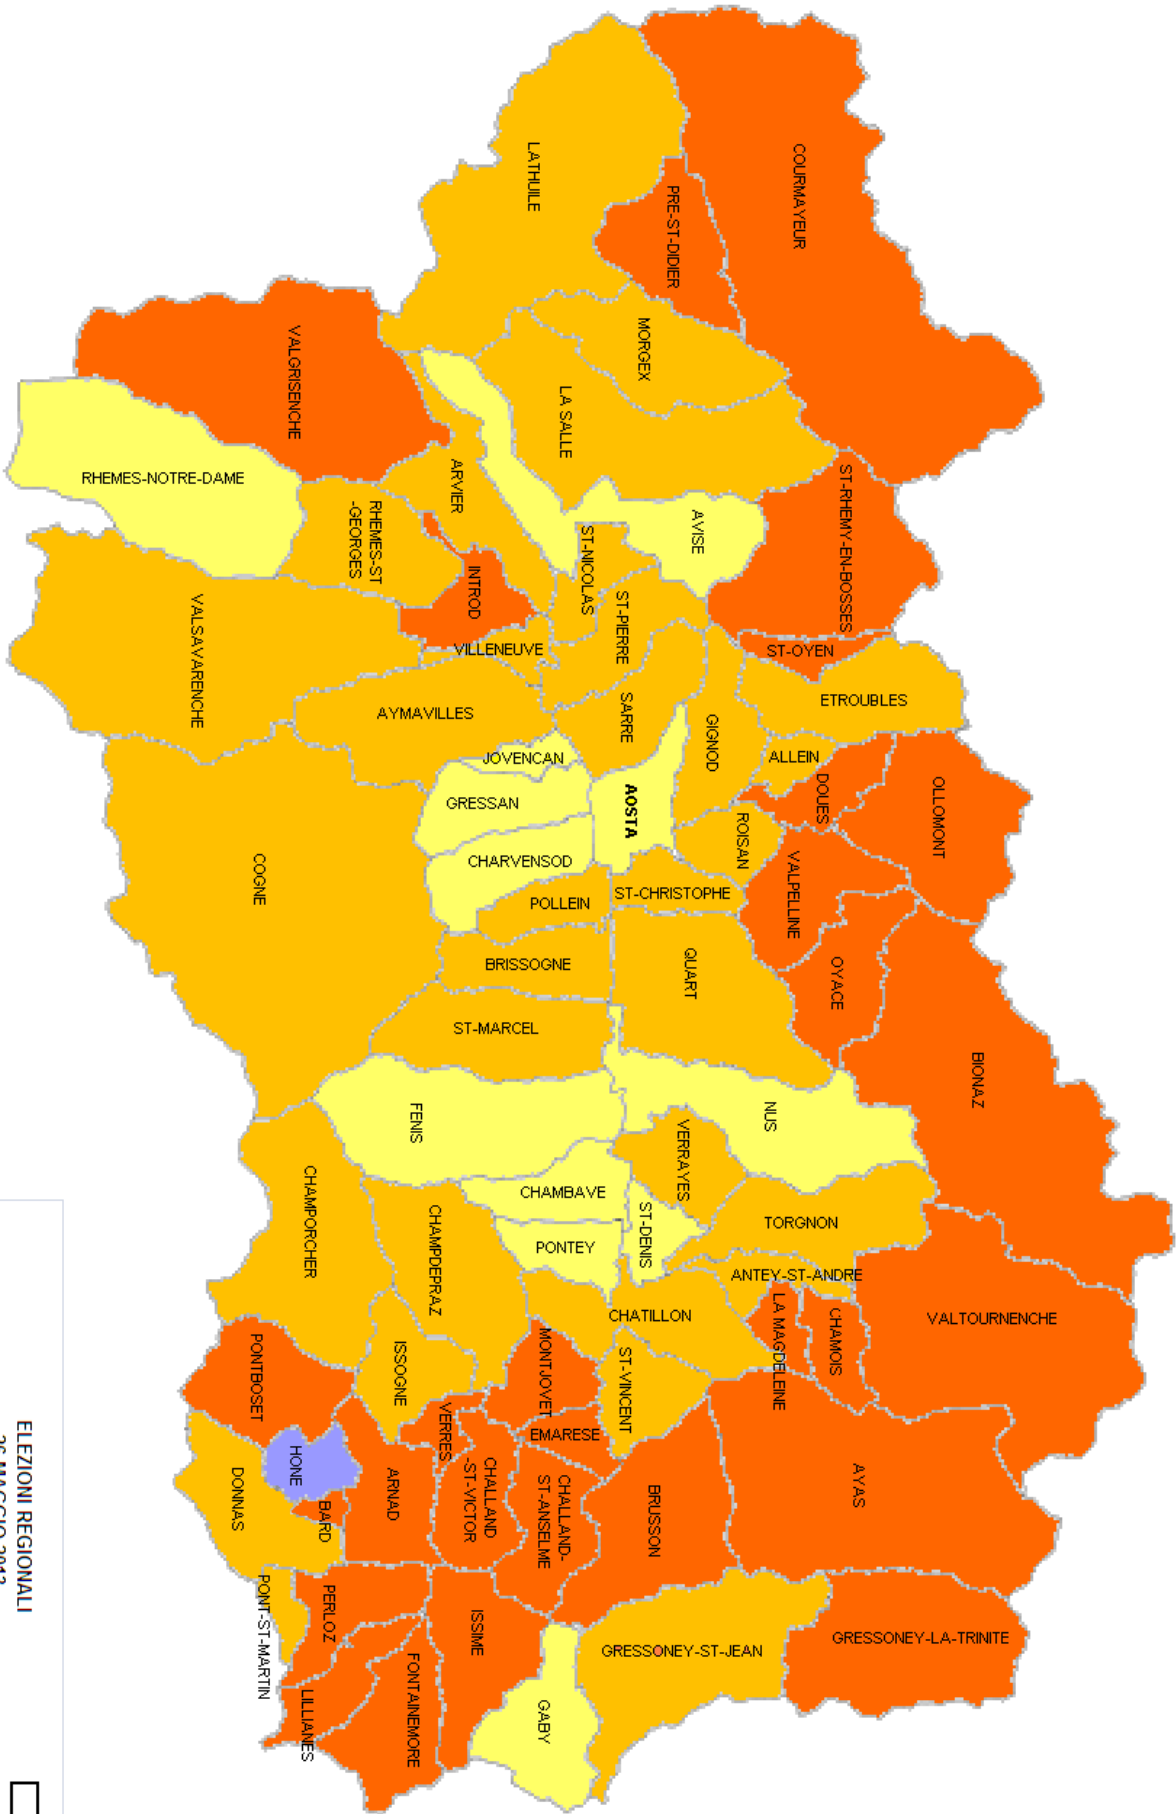 COURMAYEUR
LATHUILE
PRE-ST-DIDIER
MORGEX
VALGRISENCHE
LA SALLE
RHEMES-NOTRE-DAME
ARVIER
AVISE
ST-RHEMY-EN-BOSSES
RHEMES-ST
-GEORGES
INTROD
ST-NICOLAS
ST-PIERRE
ST-OYEN
VALSAVARENCHE
VILLENEUVE
ETROUBLES
AYMAVILLES
SARRE
GIGNOD
JOVENCAN
ALLEIN
DOUES
OLLOMONT
GRESSAN
AOSTA
ROISAN
COGNE
CHARVENSOD
VALPELLINE
POLLEIN
ST-CHRISTOPHE
BRISSOGNE
QUART
OYACE
ST-MARCEL
BIONAZ
FENIS
NUS
VERRAYES
CHAMBAVE
CHAMPORCHER
CHAMPDEPRAZ
ST-DENIS
TORGNON
PONTEY
ANTEY-ST-ANDRE
CHATILLON
LA MAGDELEINE
CHAMOIS
VALTOURNENCHE
PONTBOSET
ISSOGNE
MONTJOVET
ST-VINCENT
VERRES
EMARESE
HONE
DONNAS
BARD
ARNAD
CHALLAND
-ST-VICTOR
CHALLAND-
ST-ANSELME
BRUSSON
AYAS
PERLOZ
PONT-ST-MARTIN
ISSIME
GRESSONEY-ST-JEAN
GRESSONEY-LA-TRINITE
LILLIANES
FONTAINEMORE
GABY
ELEZIONI REGIONALI
26 MAGGIO 2013